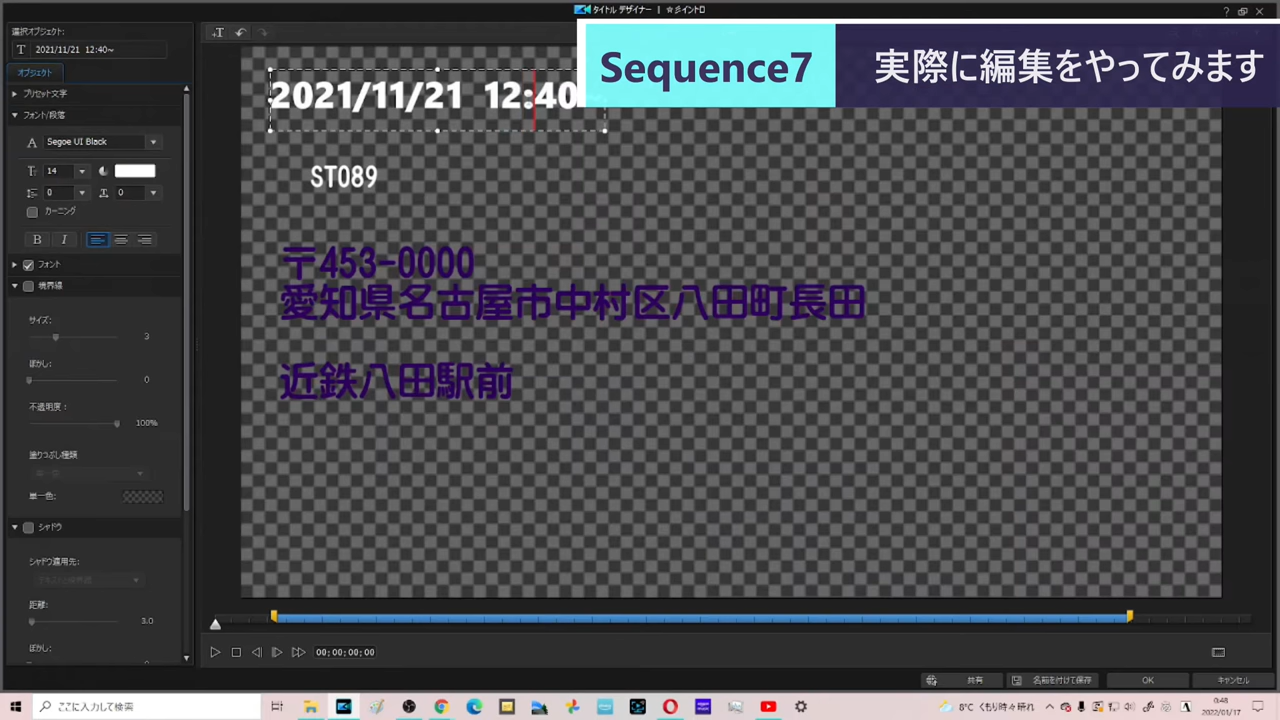 タイトル デザイナー | ☆彡イントロ
選択オブジェクト:
2021/11/21 12:40~
オブジェクト
プリセット文字
フォント/段落
Segoe UI Black
14
0
0
カーニング
B I
フォント
境界線
サイズ:
3
ぼかし:
0
不透明度 :
100%
塗りつぶし種類
単一色:
シャドウ
シャドウ適用先:
距離:
3.0
ぼかし:
Sequence7
実際に編集をやってみます
2021/11/21 12:40
ST089
〒453-0000
愛知県名古屋市中村区八田町長田
近鉄八田駅前
00;00;00;00
共有
名前を付けて保存
OK
キャンセル
ここに入力して検索
8℃ くもり時々晴れ
A
0:48
2022/01/17